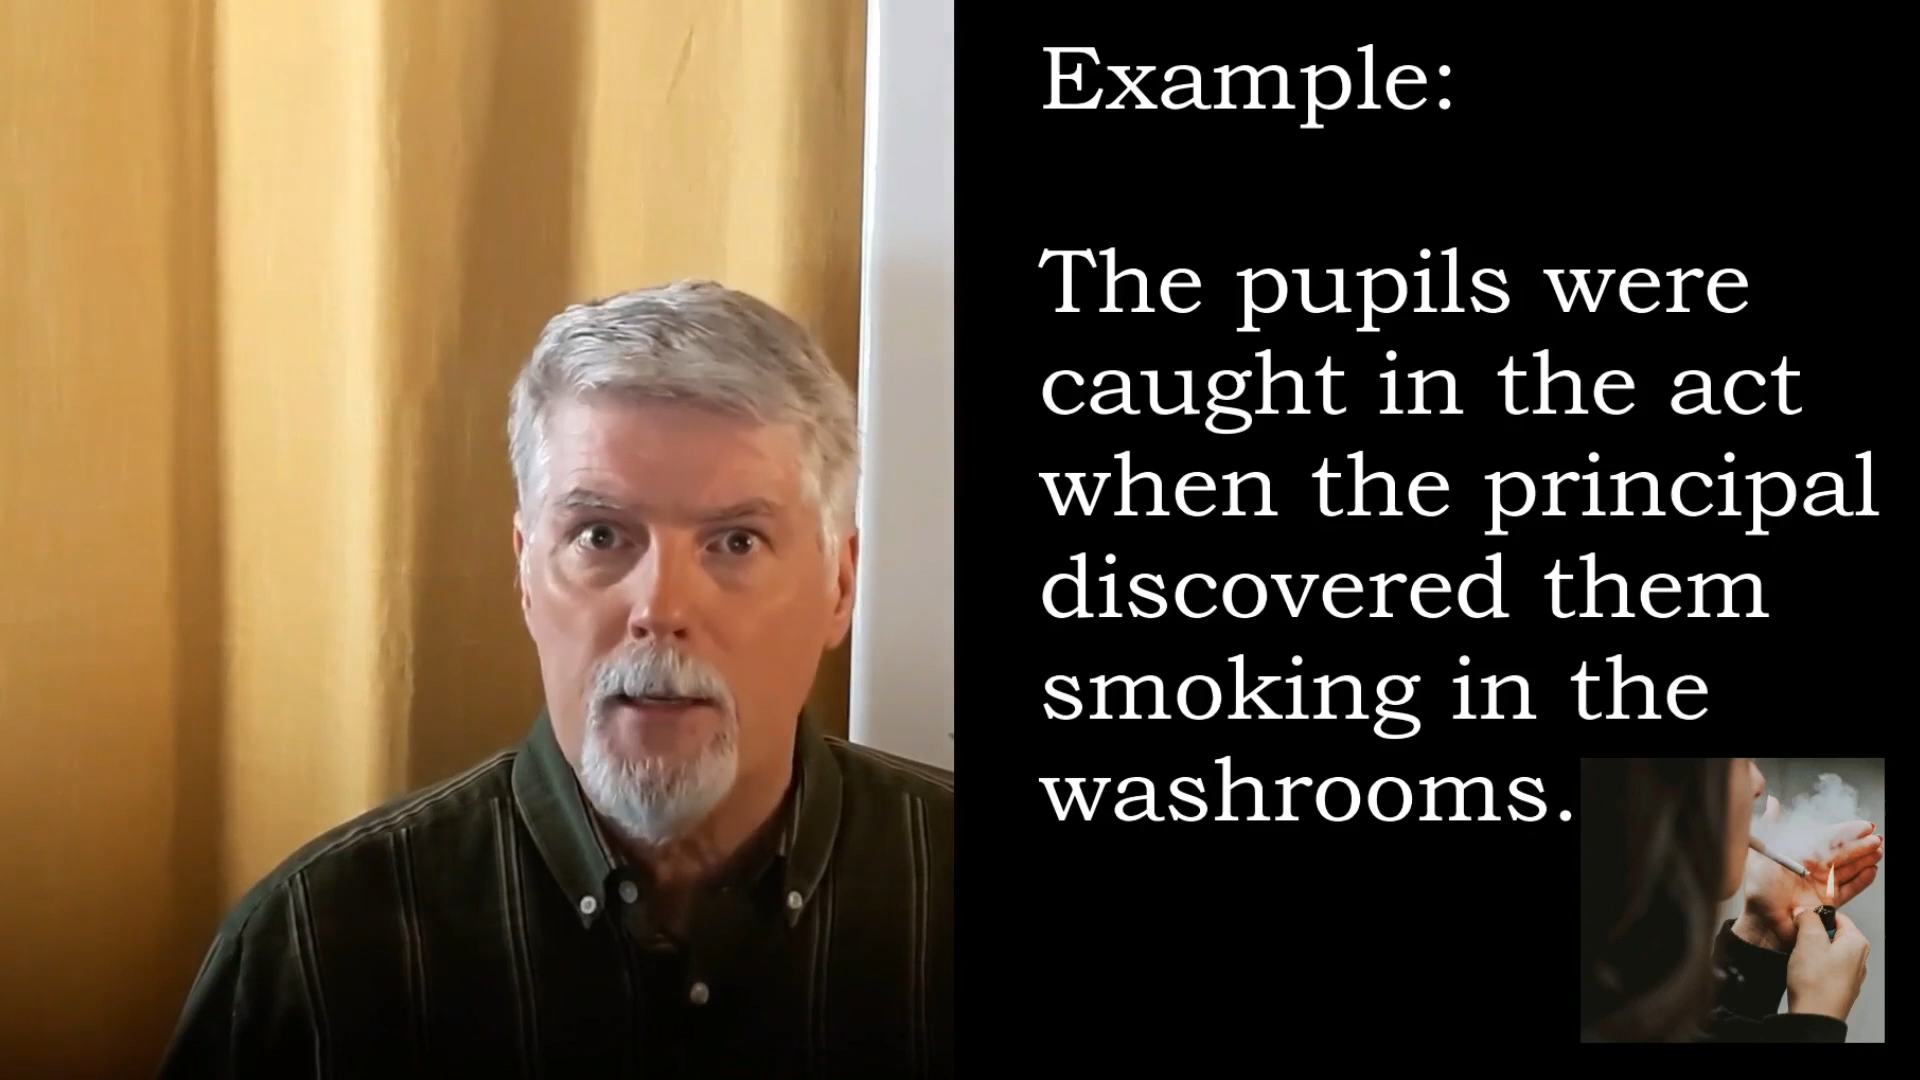 Example:
The pupils were
caught in the act
when the principal
discovered them
smoking in the
washrooms.